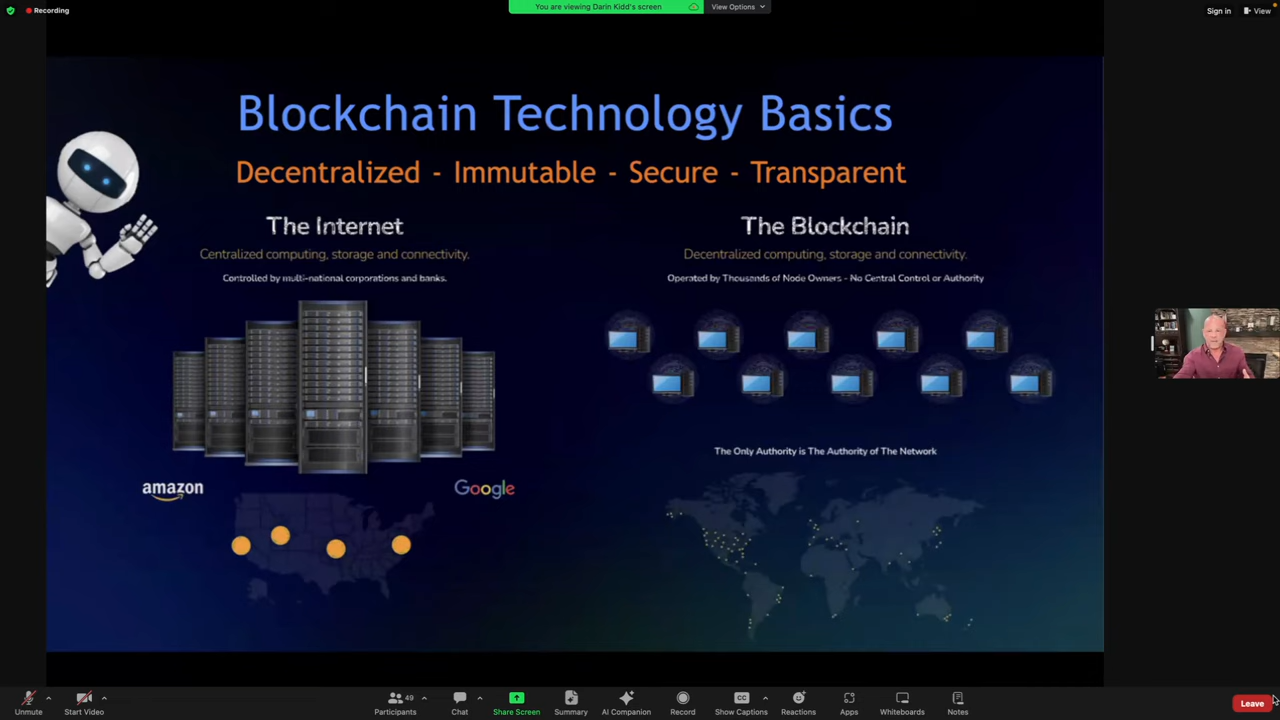 Recording
You are viewing Darin Kidd's screen
View Options
Sign in
View
Blockchain Technology Basics
Decentralized - Immutable - Secure - Transparent
The Internet
Centralized computing, storage and connectivity.
Controlled by multi-national corporations and banks.
amazon
Google
The Blockchain
Decentralized computing, storage and connectivity.
Operated by Thousands of Node Owners - No Central Control or Authority
The Only Authority is The Authority of The Network
Unmute
Start Video
49
Participants
Chat
Share Screen
Summary
AI Companion
Record
CC
Show Captions
Reactions
Apps
Whiteboards
Notes
Leave